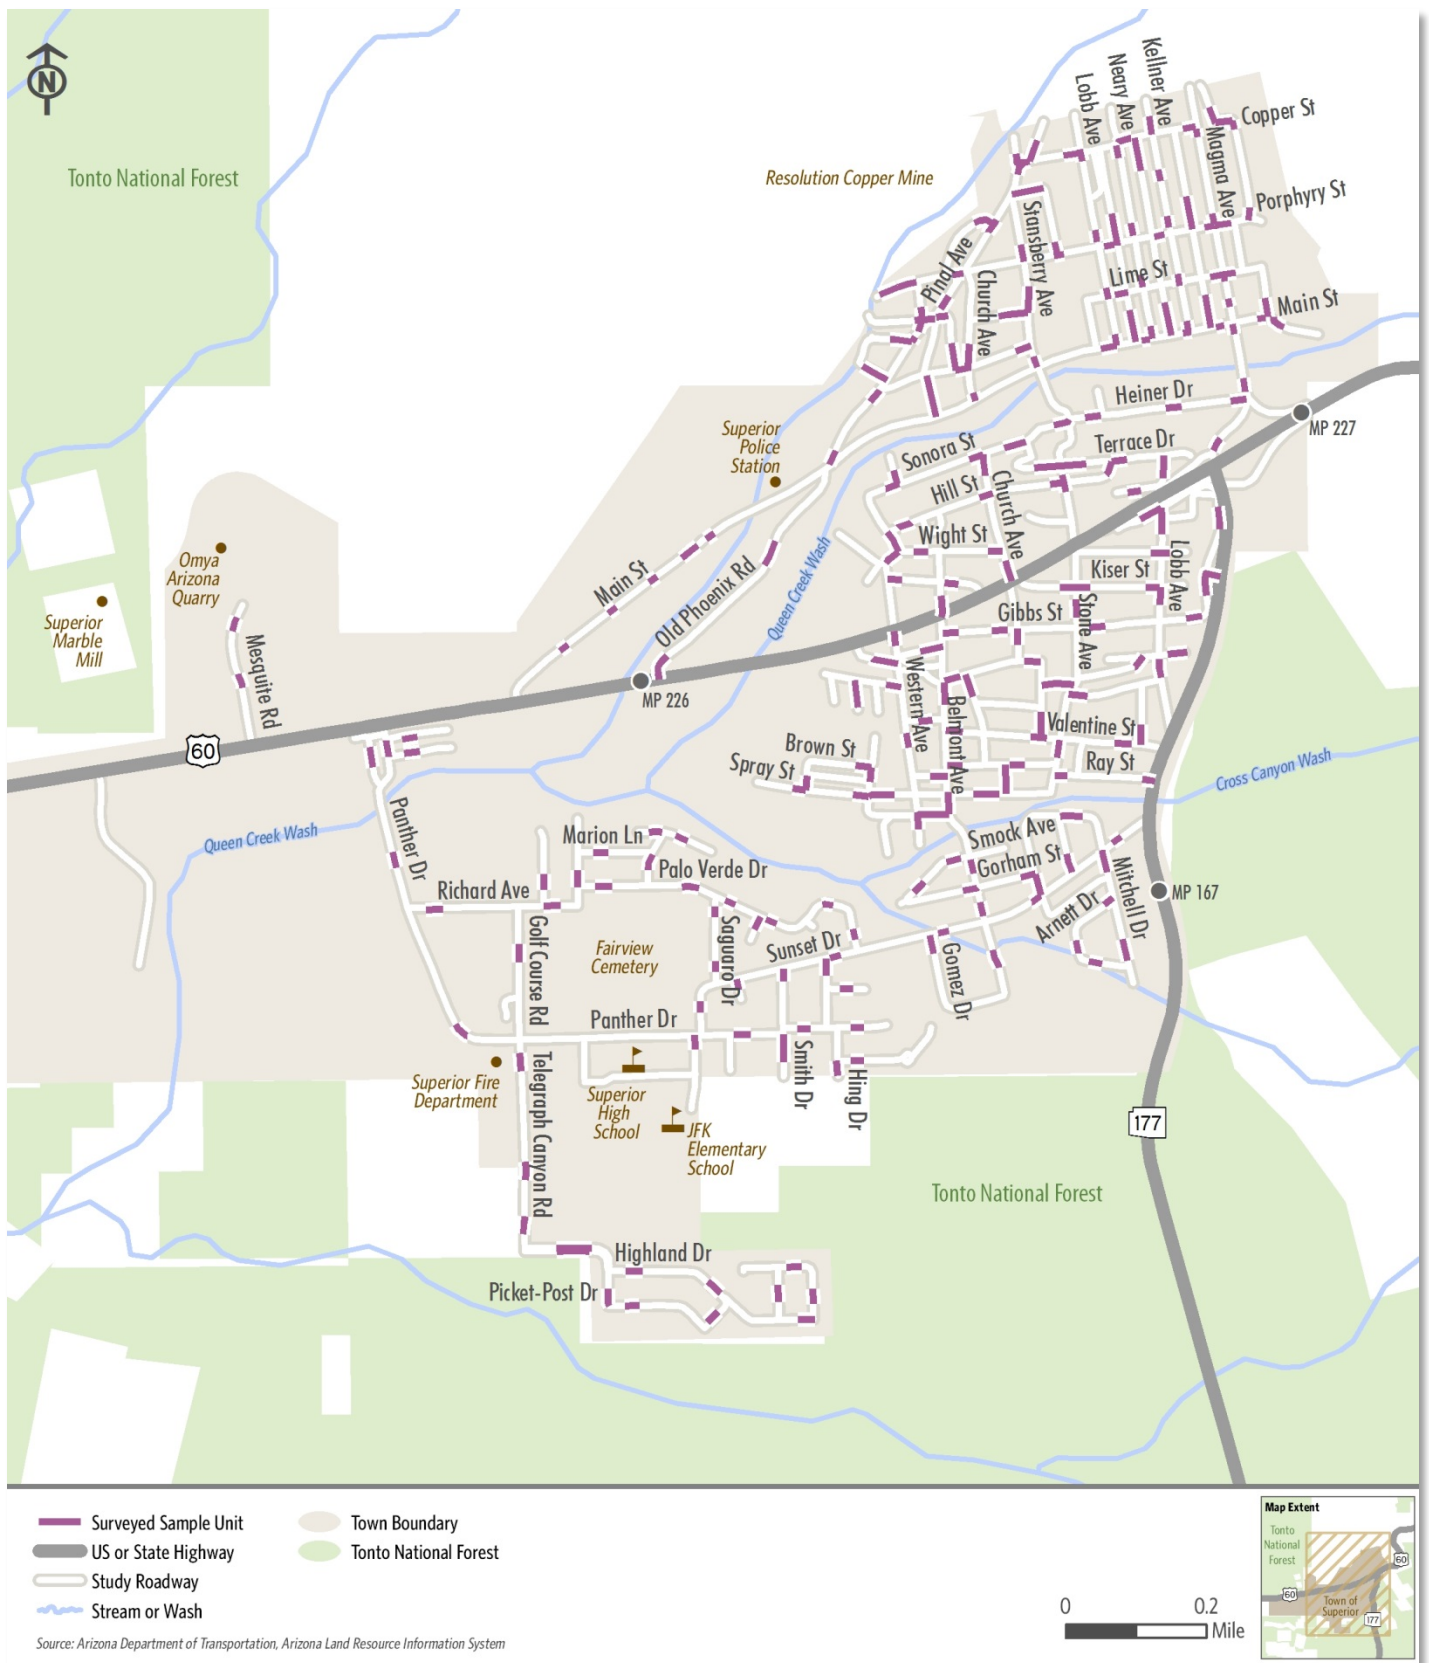 N
Tonto National Forest
Resolution Copper Mine
Lobb Ave
Neary Ave
Kellner Ave
Magma Ave
Copper St
Porphyry St
Stansberry Ave
Pinal Ave
Church Ave
Lime St
Main St
Heiner Dr
MP 227
Superior
Police
Station
Sonora St
Terrace Dr
Hill St
Church Ave
Wight St
Omya
Arizona
Quarry
Superior
Marble
Mill
Mesquite Rd
Main St
Old Phoenix Rd
Queen Creek Wash
Kiser St
Lobb Ave
Gibbs St
Stone Ave
MP 226
60
Western Ave
Belmont Ave
Valentine St
Brown St
Spray St
Ray St
Cross Canyon Wash
Queen Creek Wash
Panther Dr
Marion Ln
Palo Verde Dr
Richard Ave
Smock Ave
Gorham St
Mitchell Dr
MP 167
Arnett Dr
Golf Course Rd
Fairview
Cemetery
Saguaro Dr
Sunset Dr
Gomez Dr
Panther Dr
Superior Fire
Department
Telegraph Canyon Rd
Superior
High
School
Smith Dr
Hing Dr
JFK
Elementary
School
177
Tonto National Forest
Highland Dr
Picket-Post Dr
Surveyed Sample Unit
US or State Highway
Study Roadway
Stream or Wash
Town Boundary
Tonto National Forest
Source: Arizona Department of Transportation, Arizona Land Resource Information System
0 0.2
Mile
Map Extent
Tonto
National
Forest
60
60
Town of
Superior
177